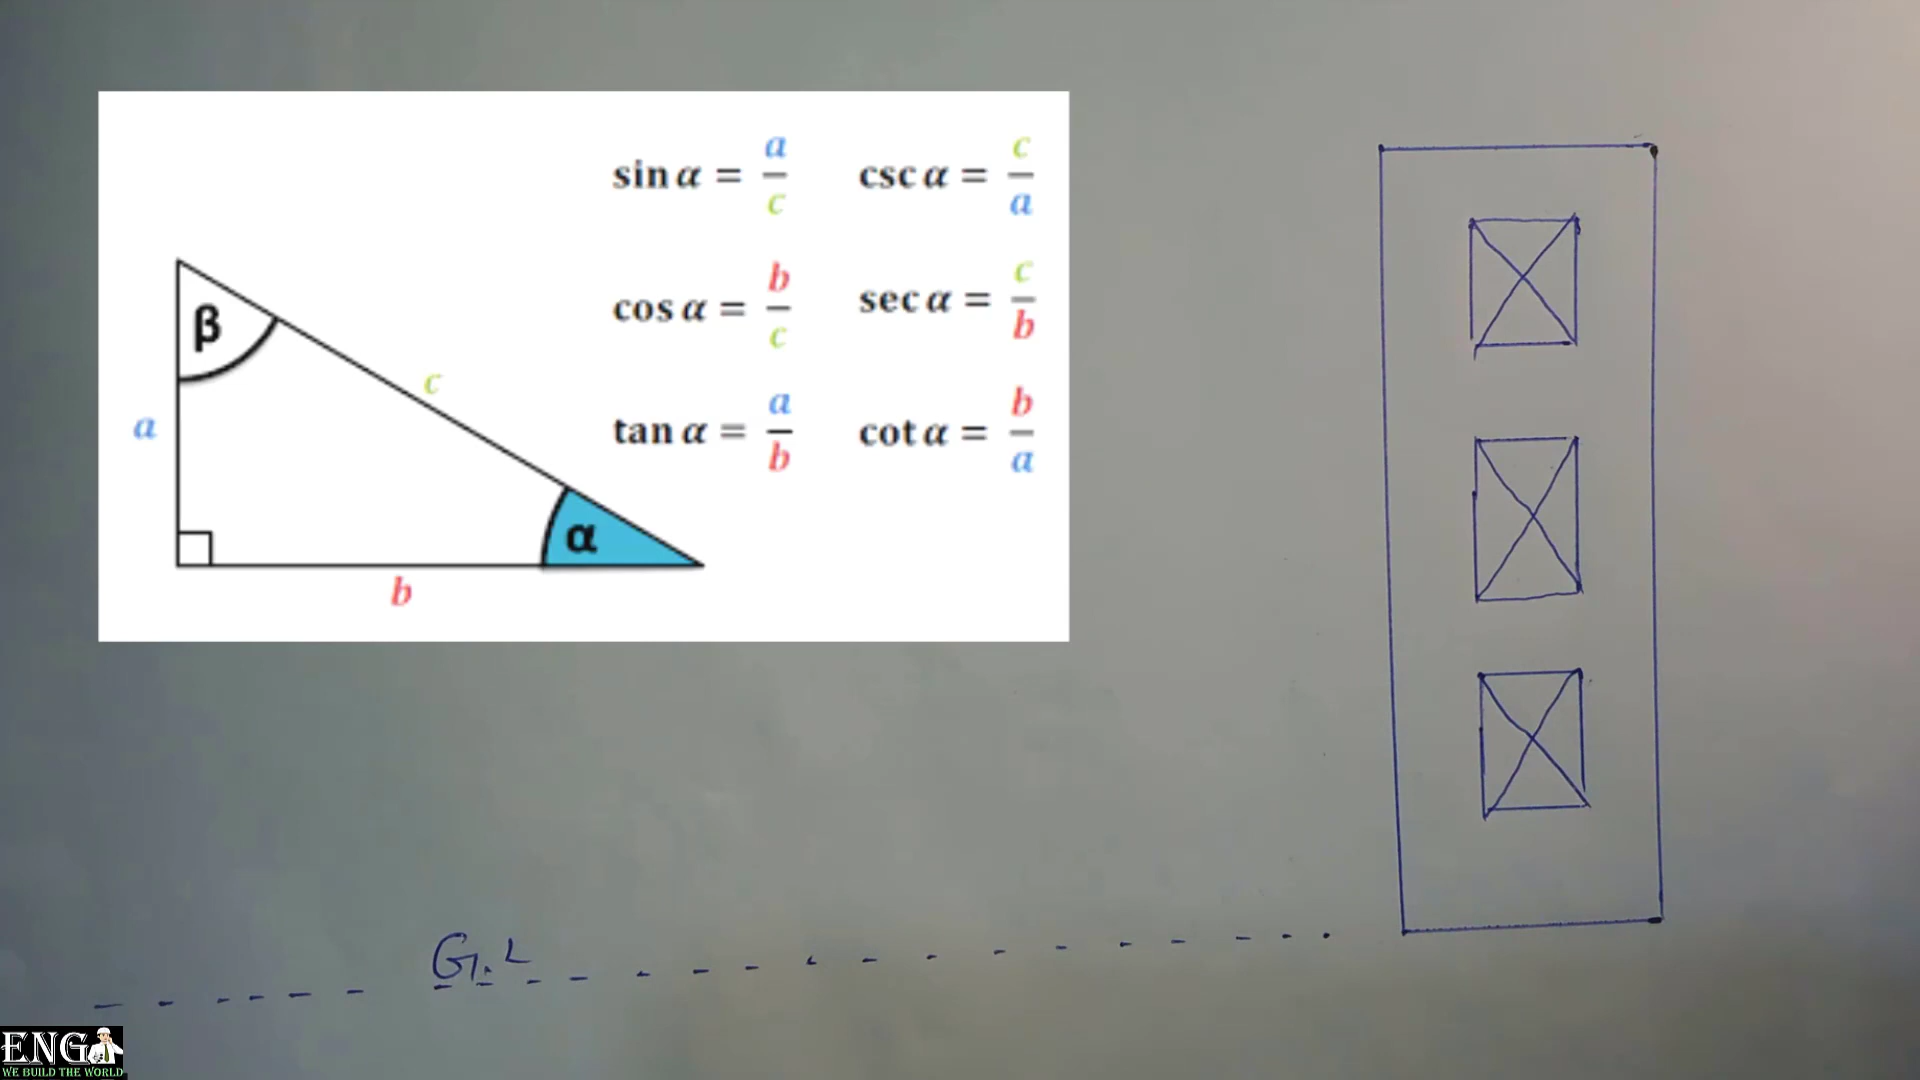 sin α = a/c csc α = c/a
cos α = b/c sec α = c/b
tan α = a/b cot α = b/a
β
c
a
α
b
G.L
ENG
WE BUILD THE WORLD